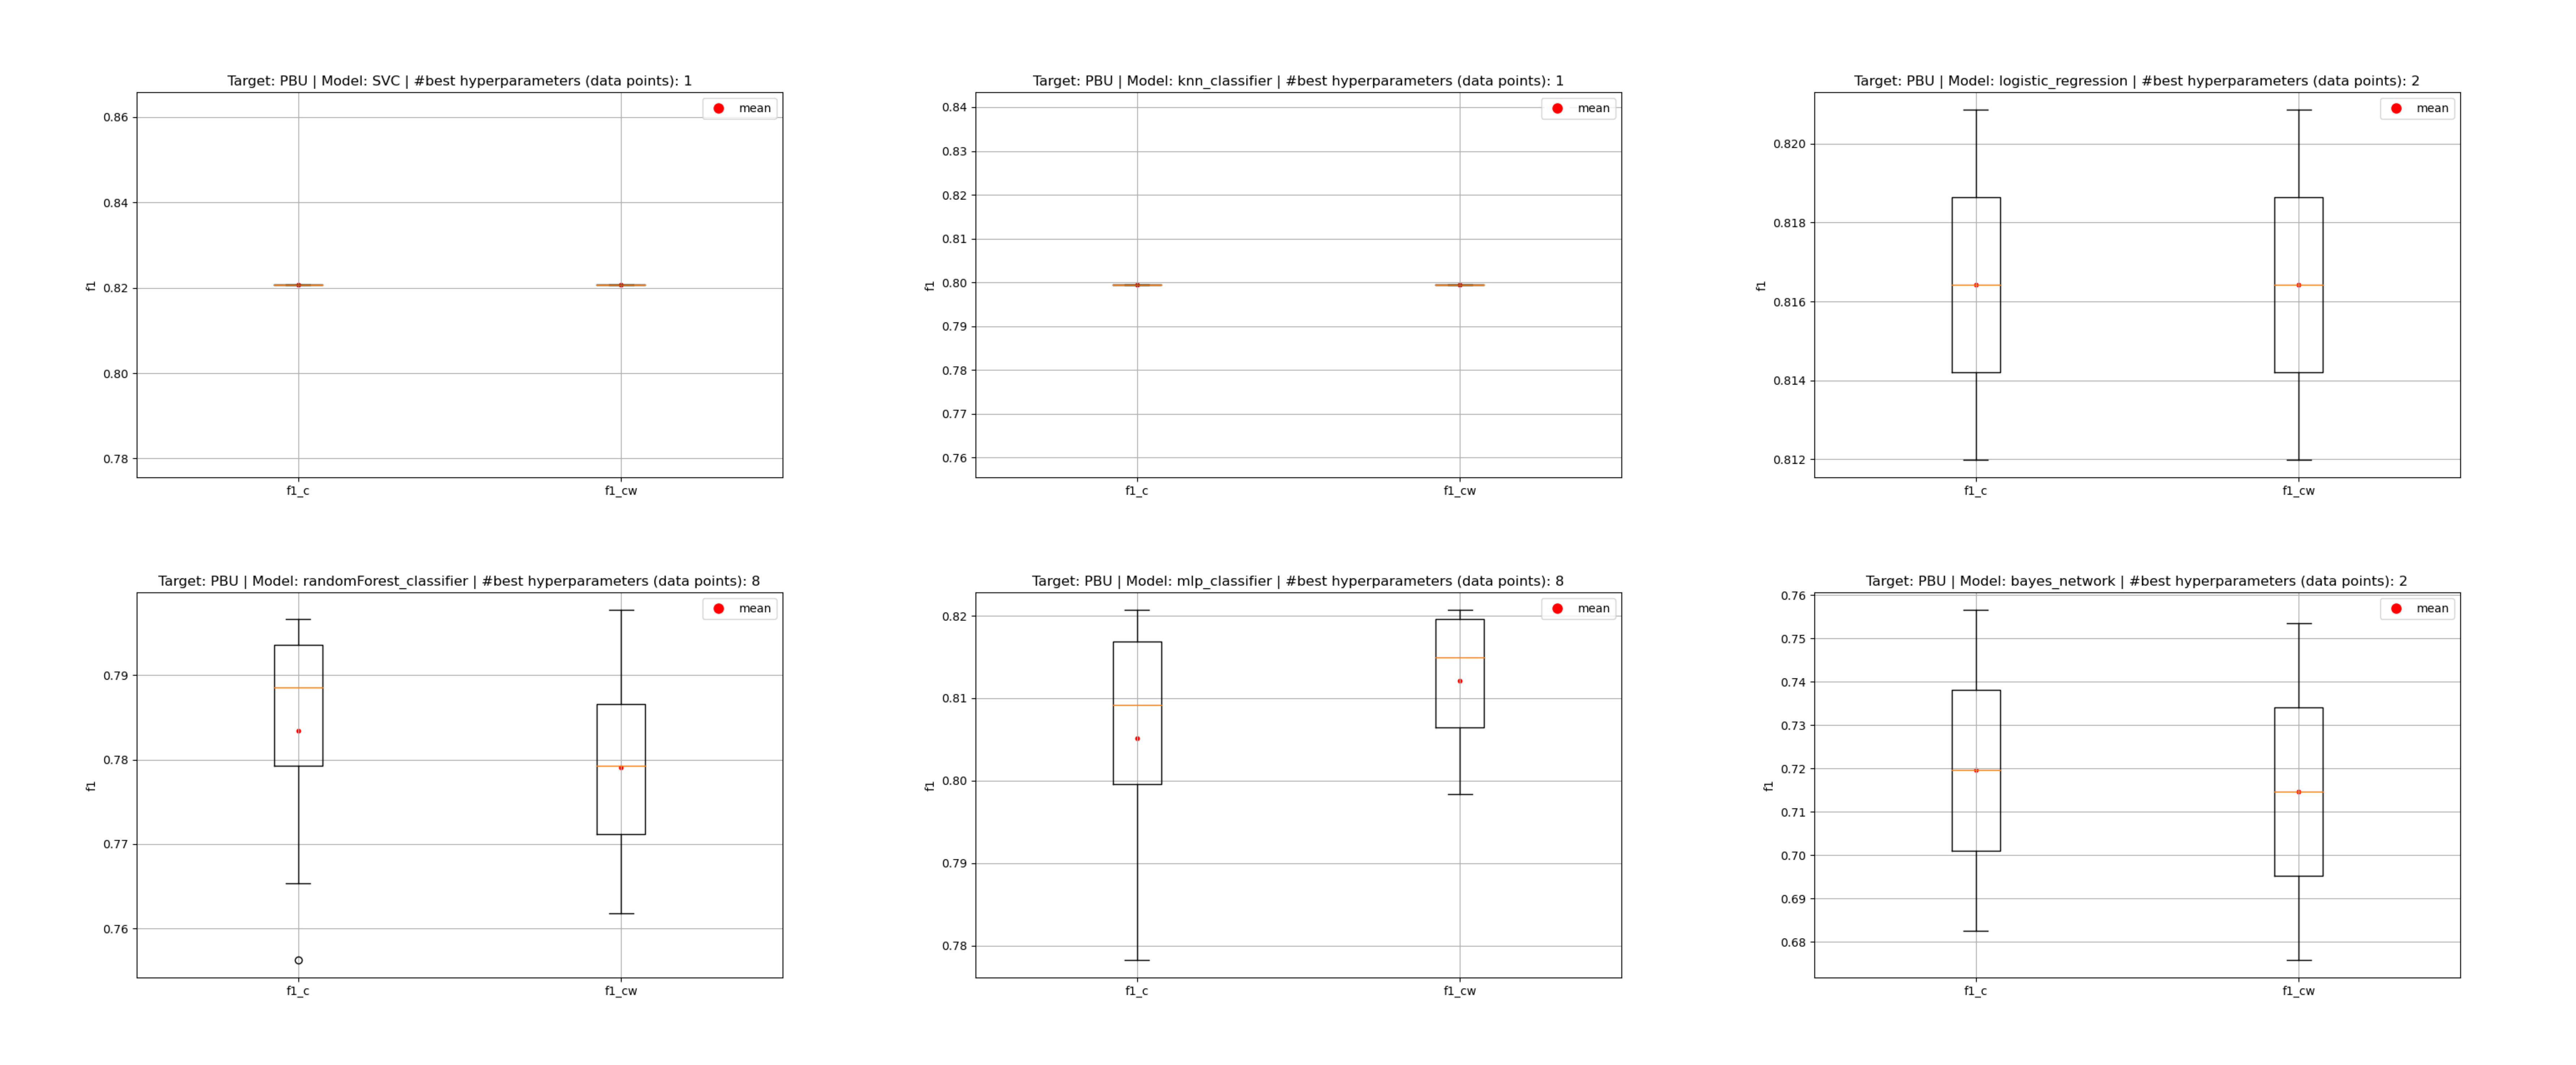 Target: PBU | Model: SVC | #best hyperparameters (data points): 1
mean
0.86
0.84
0.82
0.80
0.78
f1
f1_c
f1_cw
Target: PBU | Model: knn_classifier | #best hyperparameters (data points): 1
mean
0.84
0.83
0.82
0.81
0.80
0.79
0.78
0.77
0.76
f1
f1_c
f1_cw
Target: PBU | Model: logistic_regression | #best hyperparameters (data points): 2
mean
0.820
0.818
0.816
0.814
0.812
f1
f1_c
f1_cw
Target: PBU | Model: randomForest_classifier | #best hyperparameters (data points): 8
mean
0.79
0.78
0.77
0.76
f1
f1_c
f1_cw
Target: PBU | Model: mlp_classifier | #best hyperparameters (data points): 8
mean
0.82
0.81
0.80
0.79
0.78
f1
f1_c
f1_cw
Target: PBU | Model: bayes_network | #best hyperparameters (data points): 2
mean
0.76
0.75
0.74
0.73
0.72
0.71
0.70
0.69
0.68
f1
f1_c
f1_cw